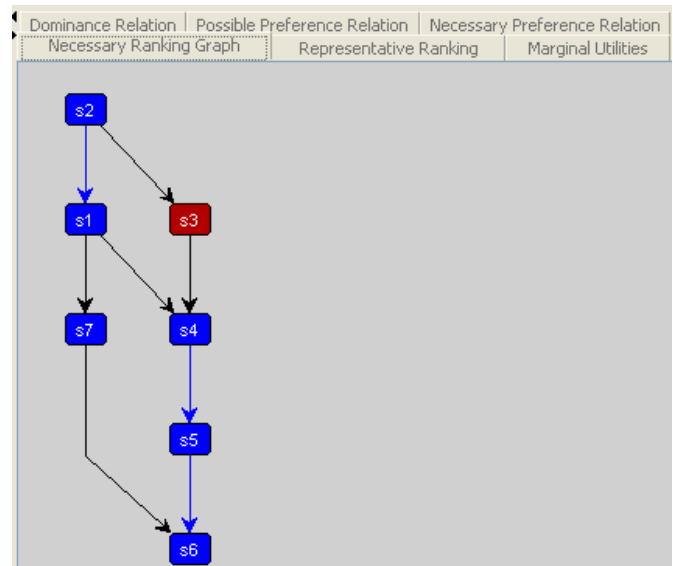 Dominance Relation Possible Preference Relation Necessary Preference Relation
Necessary Ranking Graph Representative Ranking Marginal Utilities
s2
s1 s3
s7 s4
s5
s6